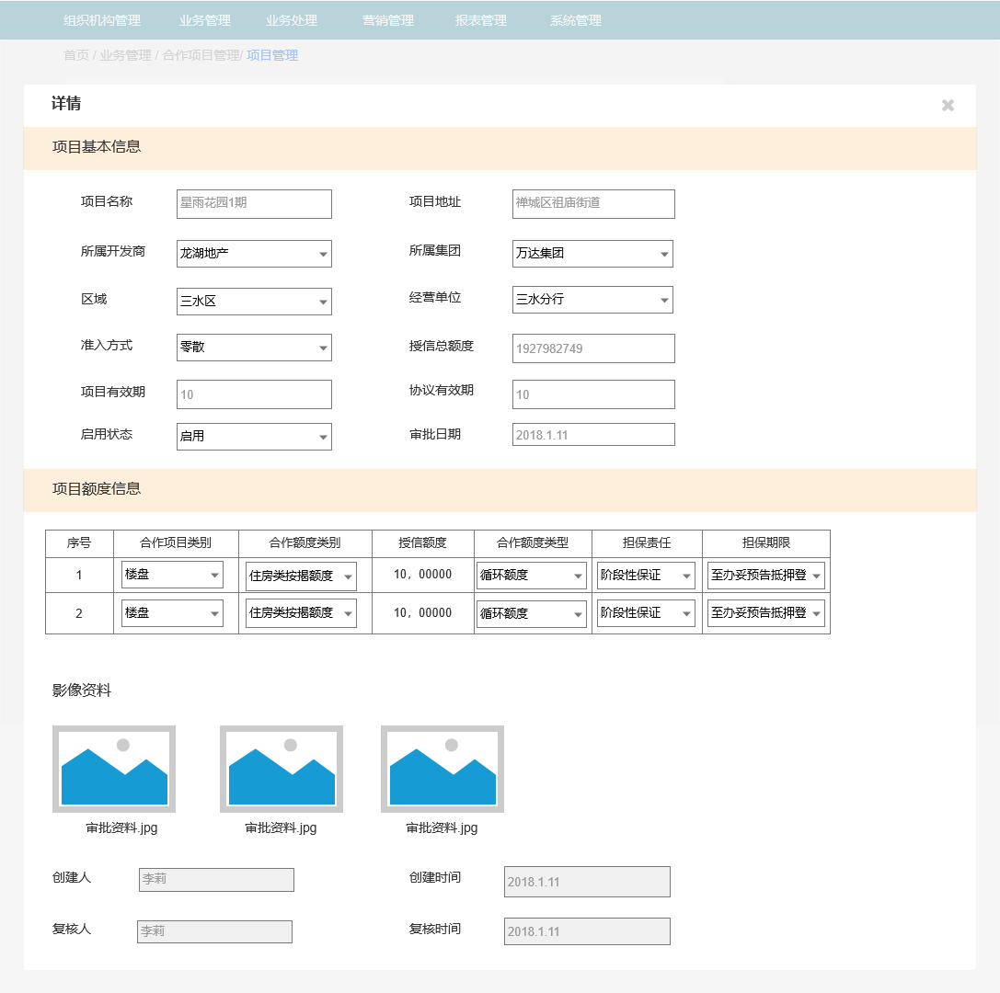 组织机构管理 业务管理 业务处理 营销管理 报表管理 系统管理
首页 / 业务管理 / 合作项目管理/ 项目管理
详情
项目基本信息
项目名称 星雨花园1期 项目地址 禅城区祖庙街道
所属开发商 龙湖地产 所属集团 万达集团
区域 三水区 经营单位 三水分行
准入方式 零散 授信总额度 1927982749
项目有效期 10 协议有效期 10
启用状态 启用 审批日期 2018.1.11
项目额度信息
序号 合作项目类别 合作额度类别 授信额度 合作额度类型 担保责任 担保期限
1 楼盘 住房类按揭额度 10，00000 循环额度 阶段性保证 至办妥预告抵押登
2 楼盘 住房类按揭额度 10，00000 循环额度 阶段性保证 至办妥预告抵押登
影像资料
审批资料.jpg 审批资料.jpg 审批资料.jpg
创建人 李莉 创建时间 2018.1.11
复核人 李莉 复核时间 2018.1.11